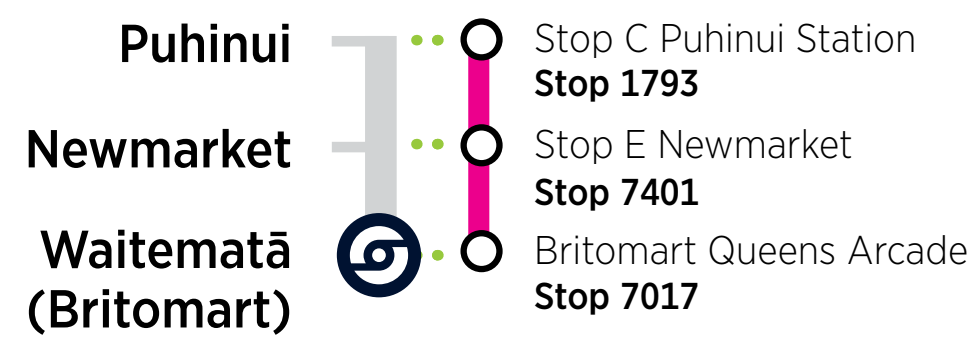 Puhinui
Stop C Puhinui Station
Stop 1793
Newmarket
Stop E Newmarket
Stop 7401
Waitematā
(Britomart)
Britomart Queens Arcade
Stop 7017